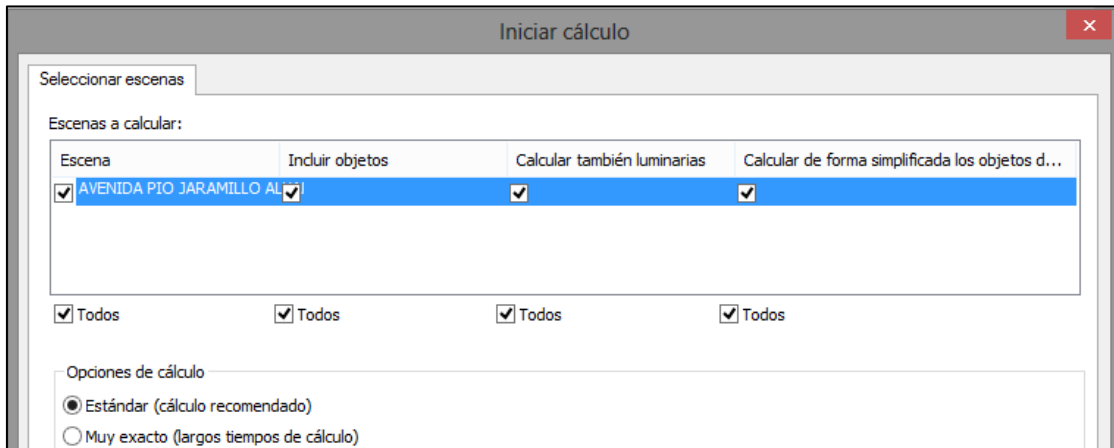 Iniciar cálculo
Seleccionar escenas
Escenas a calcular:
Escena Incluir objetos Calcular también luminarias Calcular de forma simplificada los objetos d...
AVENIDA PIO JARAMILLO
Todos Todos Todos Todos
Opciones de cálculo
Estándar (cálculo recomendado)
Muy exacto (largos tiempos de cálculo)